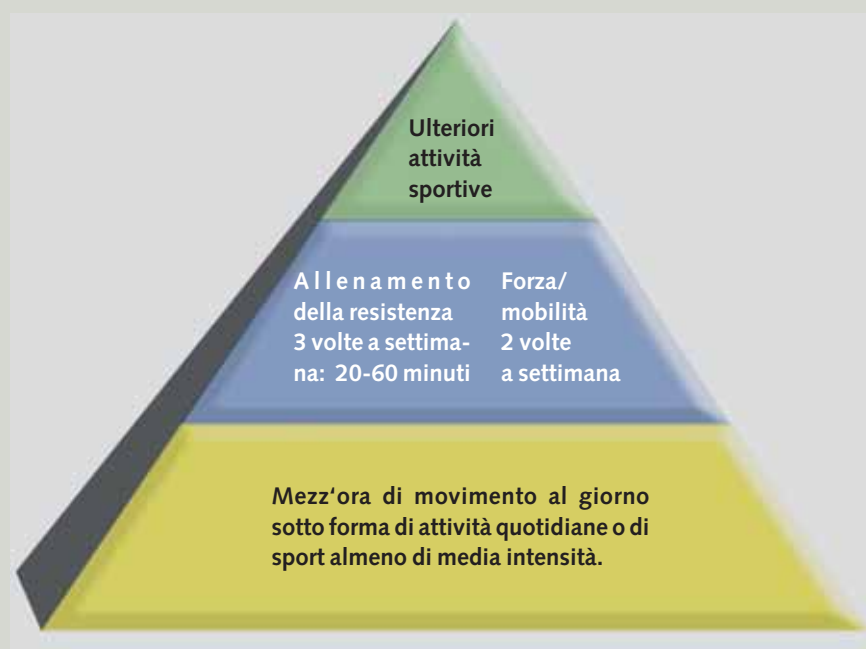 Ulteriori
attività
sportive
Allenamento
della resistenza
3 volte a settima-
na: 20-60 minuti
Forza/
mobilità
2 volte
a settimana
Mezz‘ora di movimento al giorno
sotto forma di attività quotidiane o di
sport almeno di media intensità.